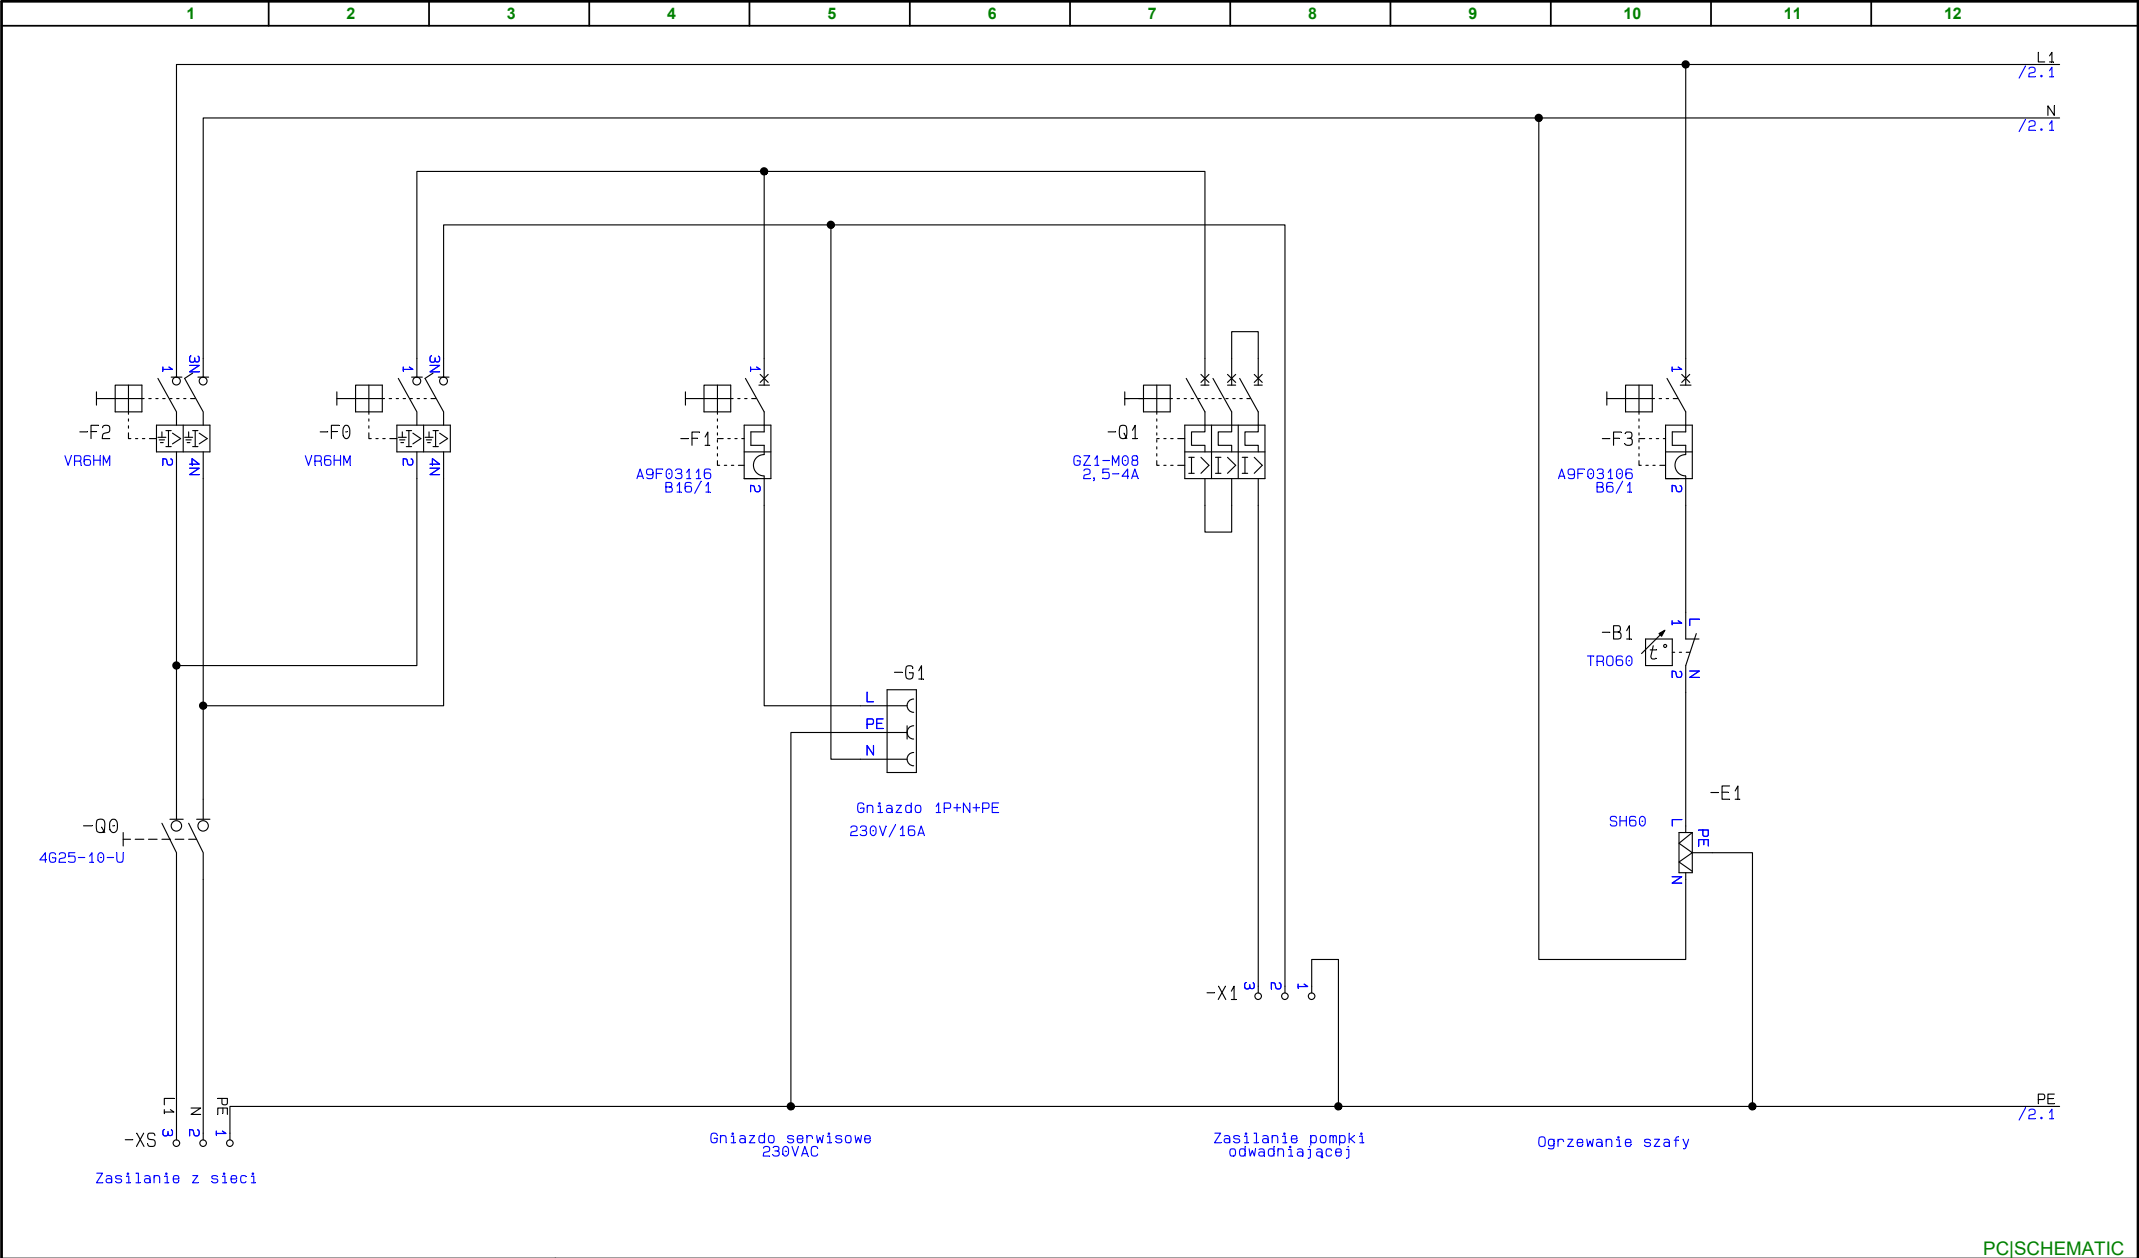 1 2 3 4 5 6 7 8 9 10 11 12
L1
/2.1
N
/2.1
1 3N
-F2
VR6HM
2 4N
1 3N
-F0
VR6HM
2 4N
1
-F1
A9F03116
B16/1
2
-Q1
GZ1-M08
2,5-4A
1
-F3
A9F03106
B6/1
2
1 L
-B1
t°
TRO60
2 N
-G1
L
PE
N
Gniazdo 1P+N+PE
230V/16A
-Q0
4G25-10-U
-E1
SH60
L
PE
N
-X1 3 2 1
L1 N PE
-XS 3 2 1
Zasilanie z sieci
Gniazdo serwisowe
230VAC
Zasilanie pompki
odwadniającej
Ogrzewanie szafy
PE
/2.1
PC|SCHEMATIC